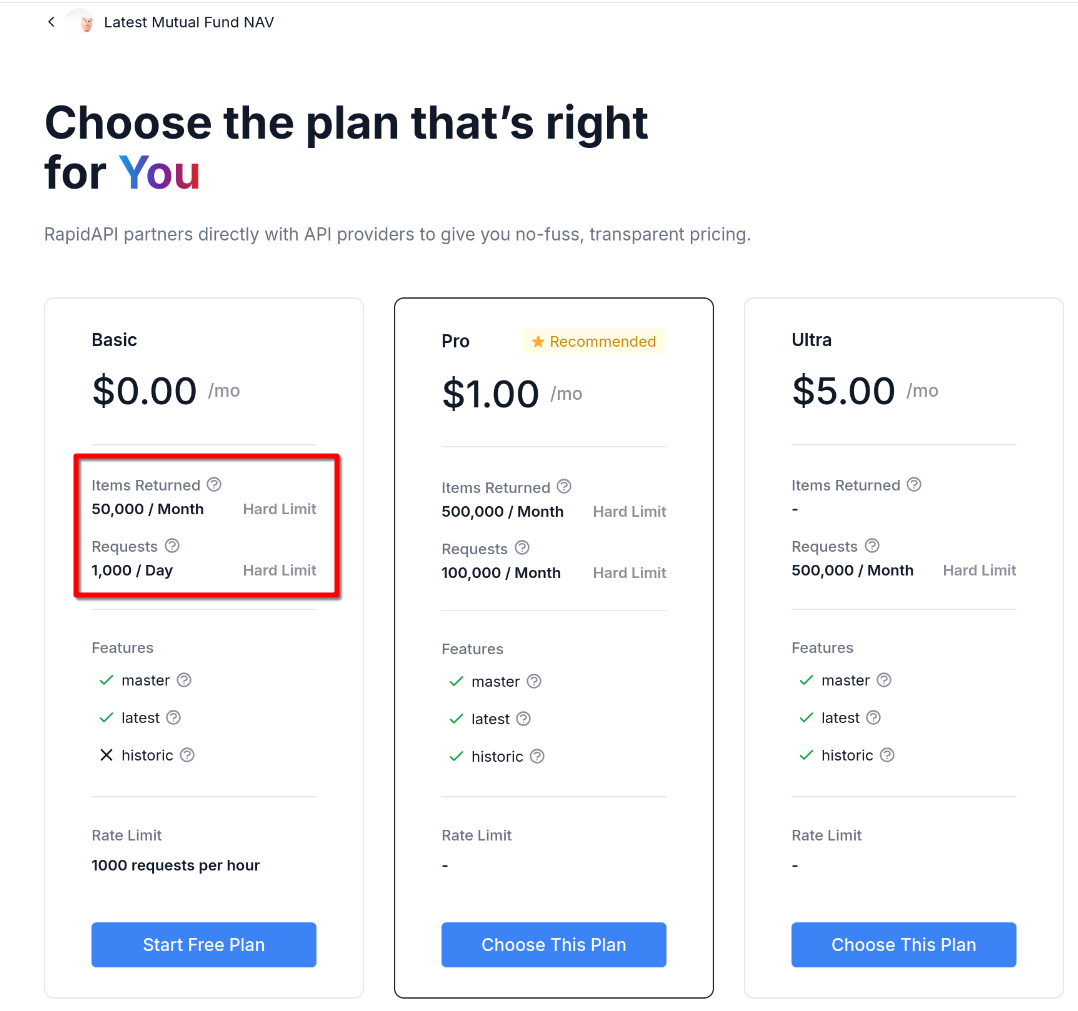 Latest Mutual Fund NAV
Choose the plan that’s right
for You
RapidAPI partners directly with API providers to give you no-fuss, transparent pricing.
Basic
$0.00 /mo
Items Returned
50,000 / Month Hard Limit
Requests
1,000 / Day Hard Limit
Features
master
latest
historic
Rate Limit
1000 requests per hour
Start Free Plan
Pro Recommended
$1.00 /mo
Items Returned
500,000 / Month Hard Limit
Requests
100,000 / Month Hard Limit
Features
master
latest
historic
Rate Limit
-
Choose This Plan
Ultra
$5.00 /mo
Items Returned
-
Requests
500,000 / Month Hard Limit
Features
master
latest
historic
Rate Limit
-
Choose This Plan